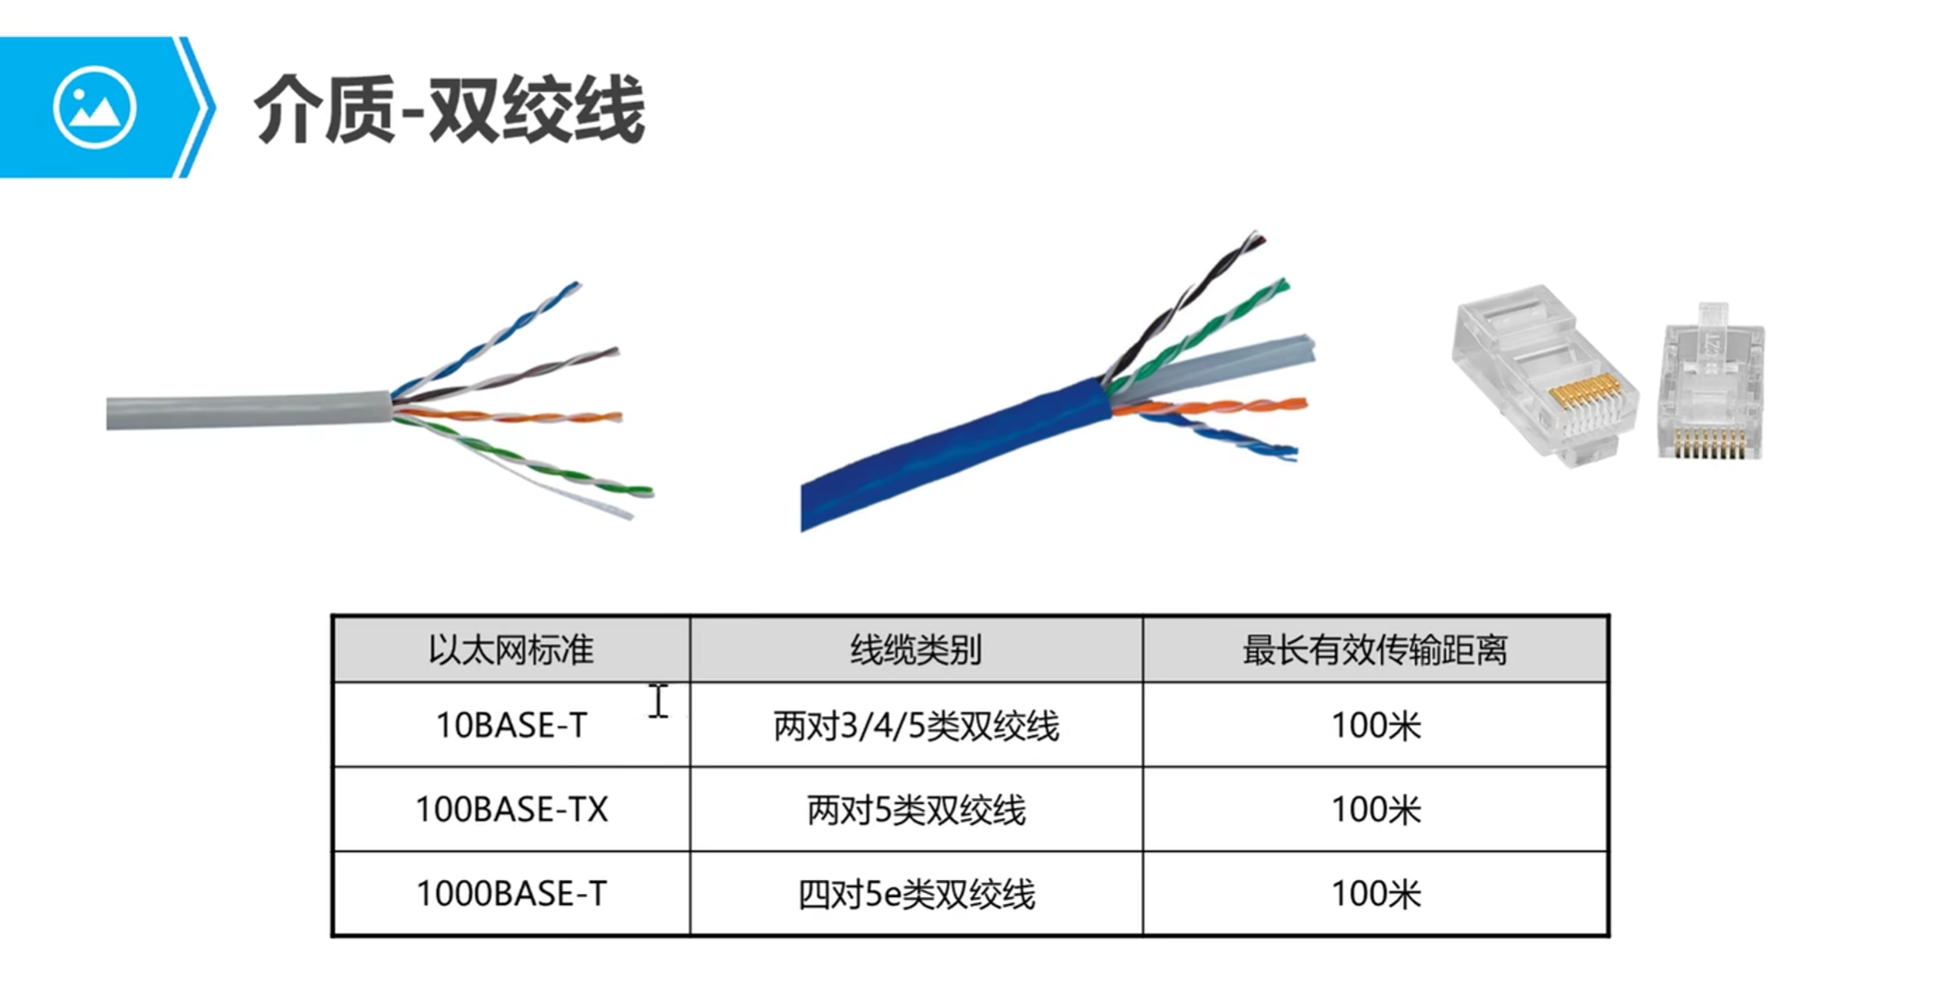 介质-双绞线
以太网标准 线缆类别 最长有效传输距离
10BASE-T 两对3/4/5类双绞线 100米
100BASE-TX 两对5类双绞线 100米
1000BASE-T 四对5e类双绞线 100米